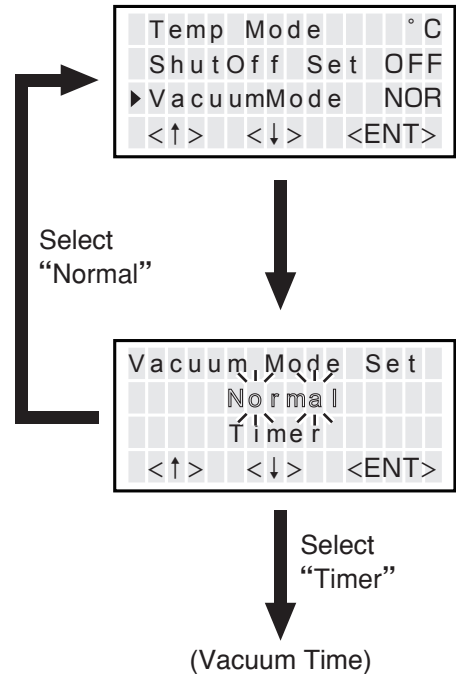 Temp Mode °C
ShutOff Set OFF
▶VacuumMode NOR
<↑> <↓> <ENT>
Select
“Normal”
Vacuum Mode Set
Normal
Timer
<↑> <↓> <ENT>
Select
“Timer”
(Vacuum Time)